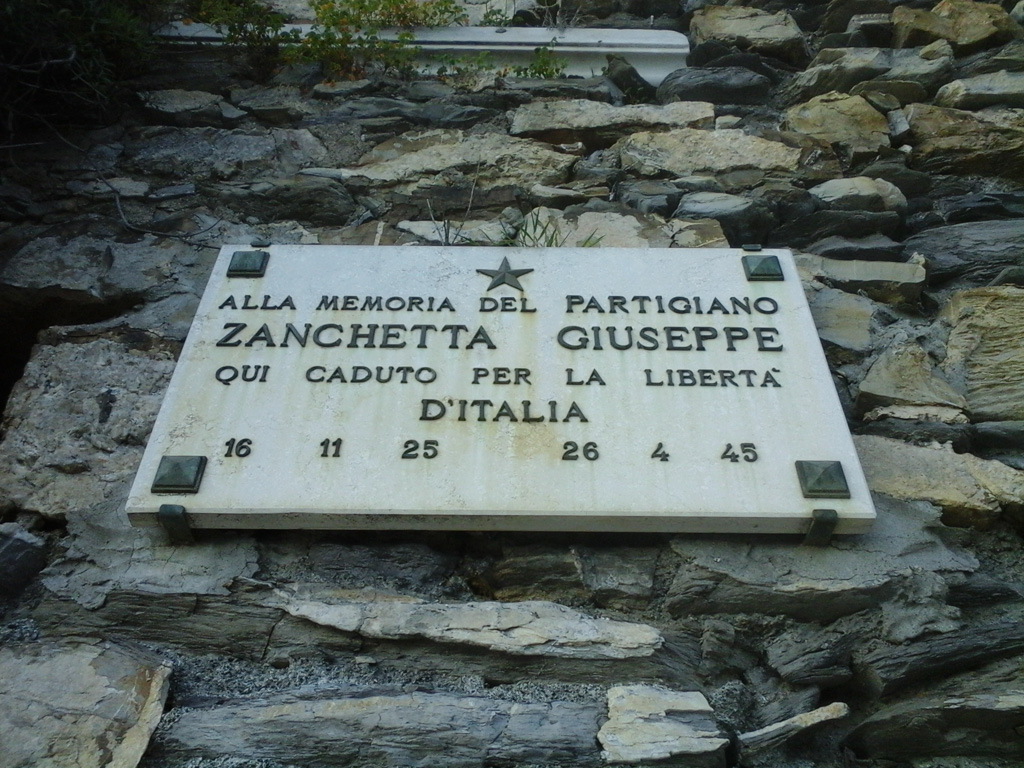 ALLA MEMORIA DEL PARTIGIANO
ZANCHETTA GIUSEPPE
QUI CADUTO PER LA LIBERTÀ
D'ITALIA
16 11 25 26 4 45